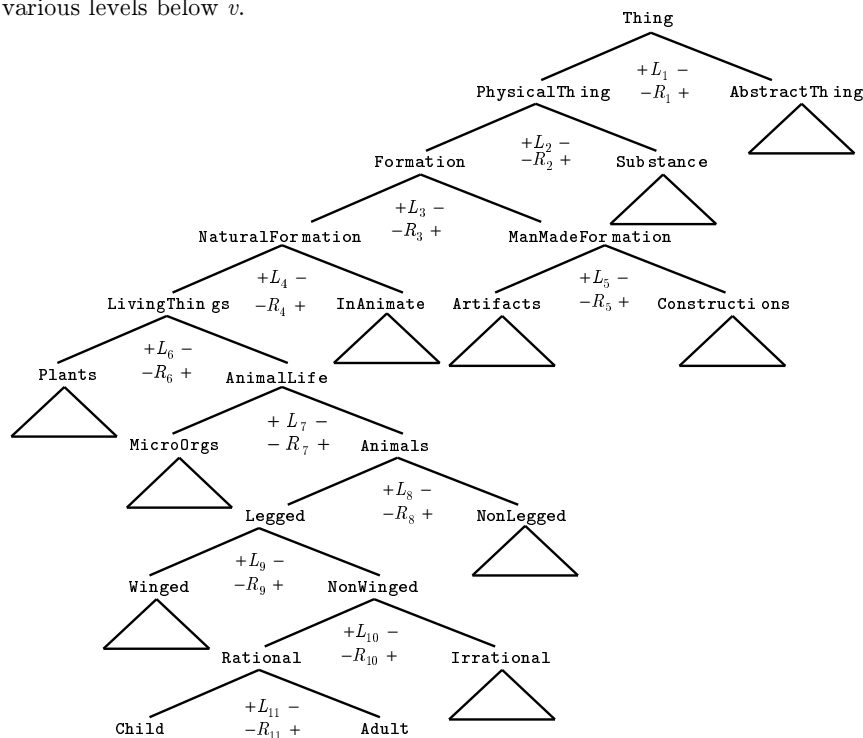 various levels below v.
Thing
+L1 −
PhysicalThing −R1 + AbstractThing
+L2 −
Formation −R2 + Substance
+L3 −
NaturalFormation −R3 + ManMadeFormation
+L4 − +L5 −
LivingThings −R4 + InAnimate Artifacts −R5 + Constructions
+L6 −
Plants −R6 + AnimalLife
+ L7 −
MicroOrgs − R7 + Animals
+L8 −
Legged −R8 + NonLegged
+L9 −
Winged −R9 + NonWinged
+L10 −
Rational −R10 + Irrational
+L11 −
Child −R11 + Adult